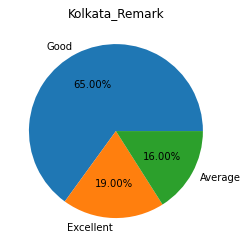 Kolkata_Remark
Good
65.00%
16.00%
19.00%
Average
Excellent